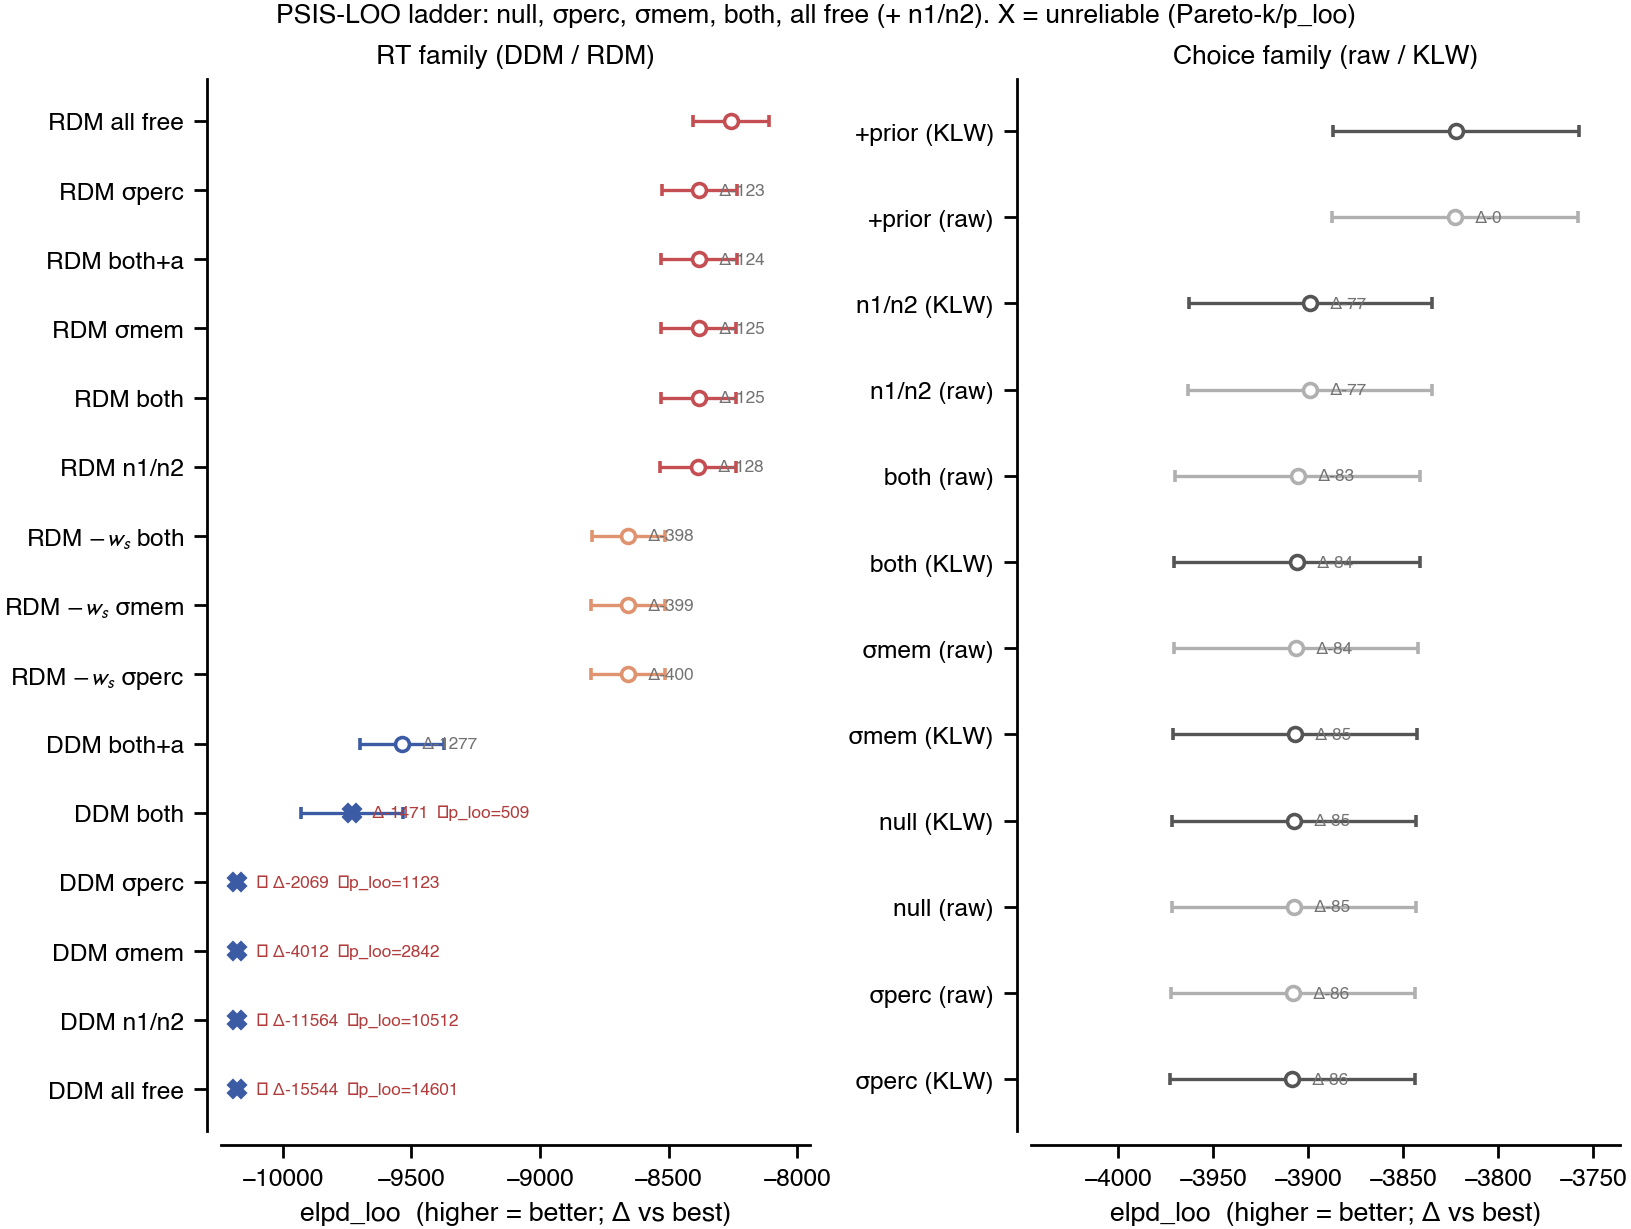 PSIS-LOO ladder: null, σperc, σmem, both, all free (+ n1/n2). X = unreliable (Pareto-k/p_loo)
RT family (DDM / RDM)
RDM all free
RDM σperc
Δ-123
RDM both+a
Δ-124
RDM σmem
Δ-125
RDM both
Δ-125
RDM n1/n2
Δ-128
RDM −wₛ both
Δ-398
RDM −wₛ σmem
Δ-399
RDM −wₛ σperc
Δ-400
DDM both+a
Δ-1277
DDM both
Δ-1471 □p_loo=509
DDM σperc
□ Δ-2069 □p_loo=1123
DDM σmem
□ Δ-4012 □p_loo=2842
DDM n1/n2
□ Δ-11564 □p_loo=10512
DDM all free
□ Δ-15544 □p_loo=14601
−10000 −9500 −9000 −8500 −8000
elpd_loo (higher = better; Δ vs best)
Choice family (raw / KLW)
+prior (KLW)
+prior (raw)
Δ-0
n1/n2 (KLW)
Δ-77
n1/n2 (raw)
Δ-77
both (raw)
Δ-83
both (KLW)
Δ-84
σmem (raw)
Δ-84
σmem (KLW)
Δ-85
null (KLW)
Δ-85
null (raw)
Δ-85
σperc (raw)
Δ-86
σperc (KLW)
Δ-86
−4000 −3950 −3900 −3850 −3800 −3750
elpd_loo (higher = better; Δ vs best)